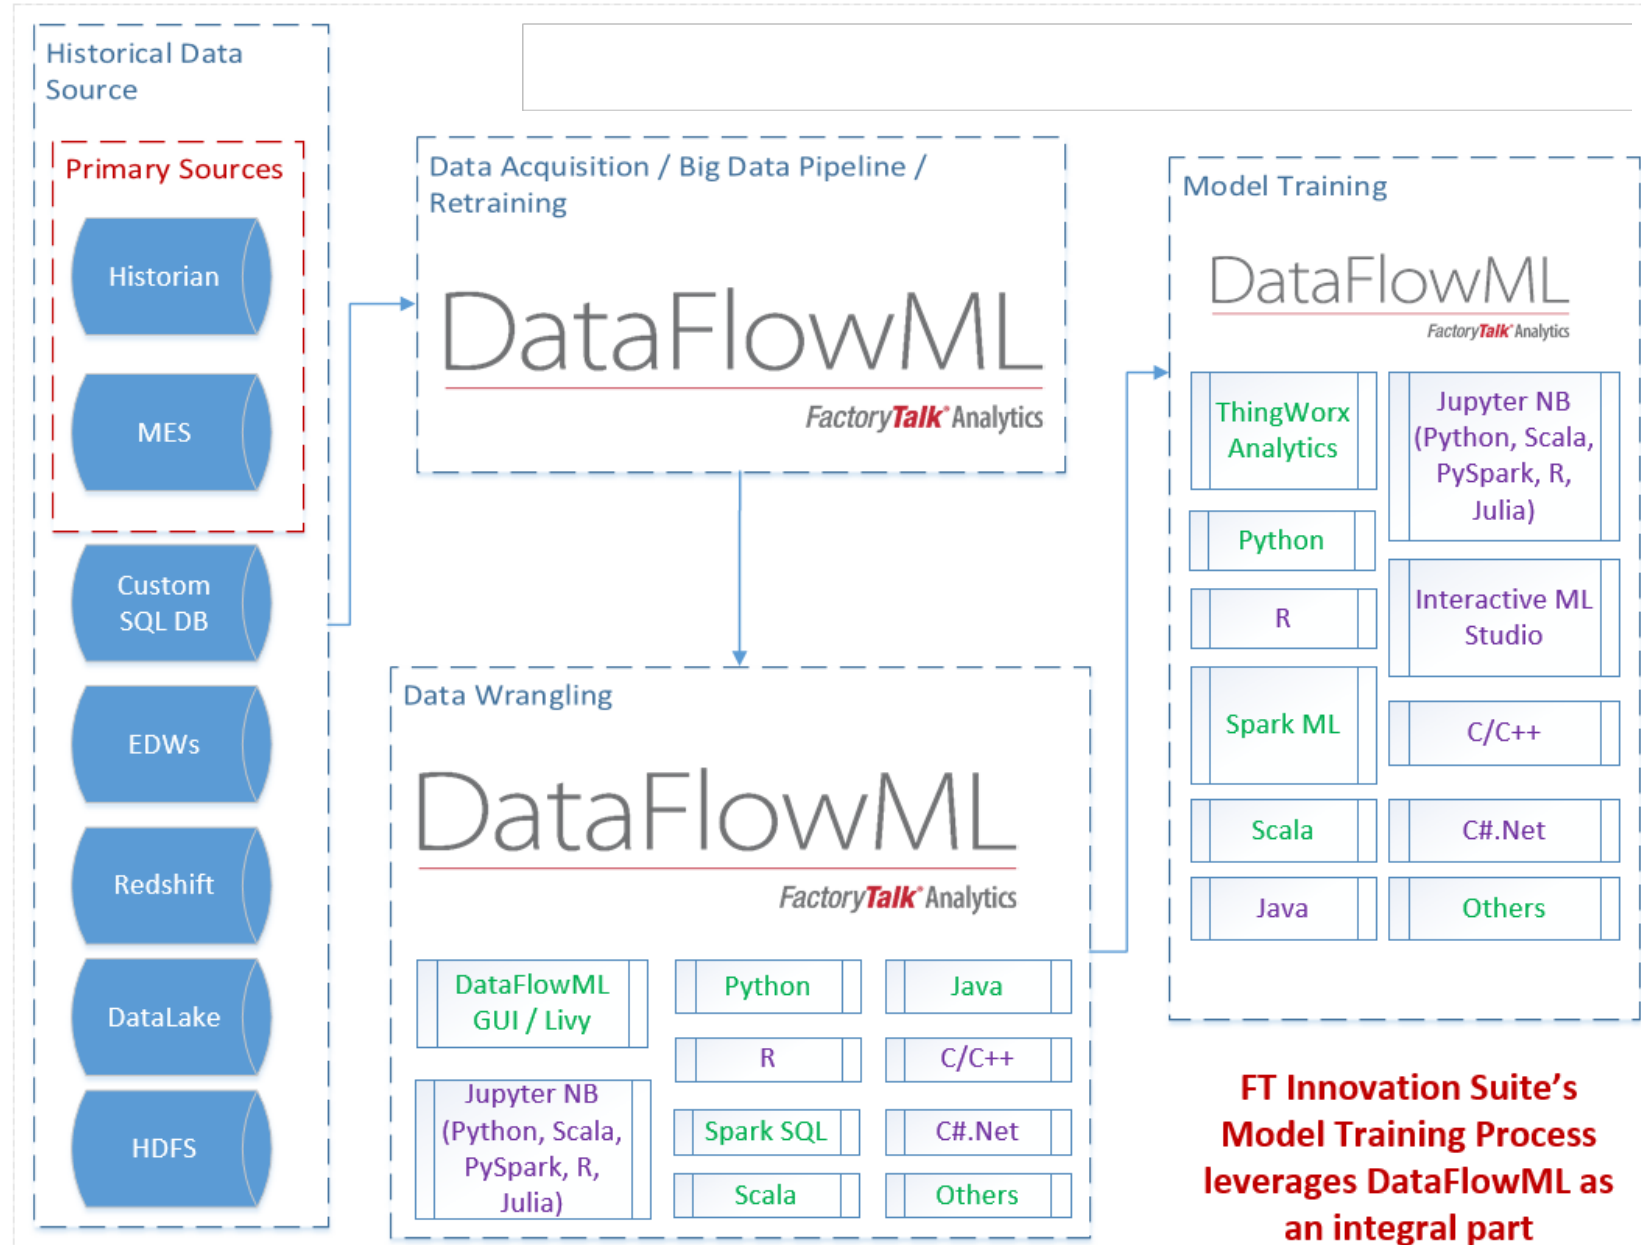 Historical Data
Source
Primary Sources
Historian
MES
Custom
SQL DB
EDWs
Redshift
DataLake
HDFS
Data Acquisition / Big Data Pipeline /
Retraining
DataFlowML
FactoryTalk® Analytics
Data Wrangling
DataFlowML
FactoryTalk® Analytics
DataFlowML
GUI / Livy
Jupyter NB
(Python, Scala,
PySpark, R,
Julia)
Python
R
Spark SQL
Scala
Java
C/C++
C#.Net
Others
Model Training
DataFlowML
FactoryTalk® Analytics
ThingWorx
Analytics
Python
R
Spark ML
Scala
Java
Jupyter NB
(Python, Scala,
PySpark, R,
Julia)
Interactive ML
Studio
C/C++
C#.Net
Others
FT Innovation Suite’s
Model Training Process
leverages DataFlowML as
an integral part